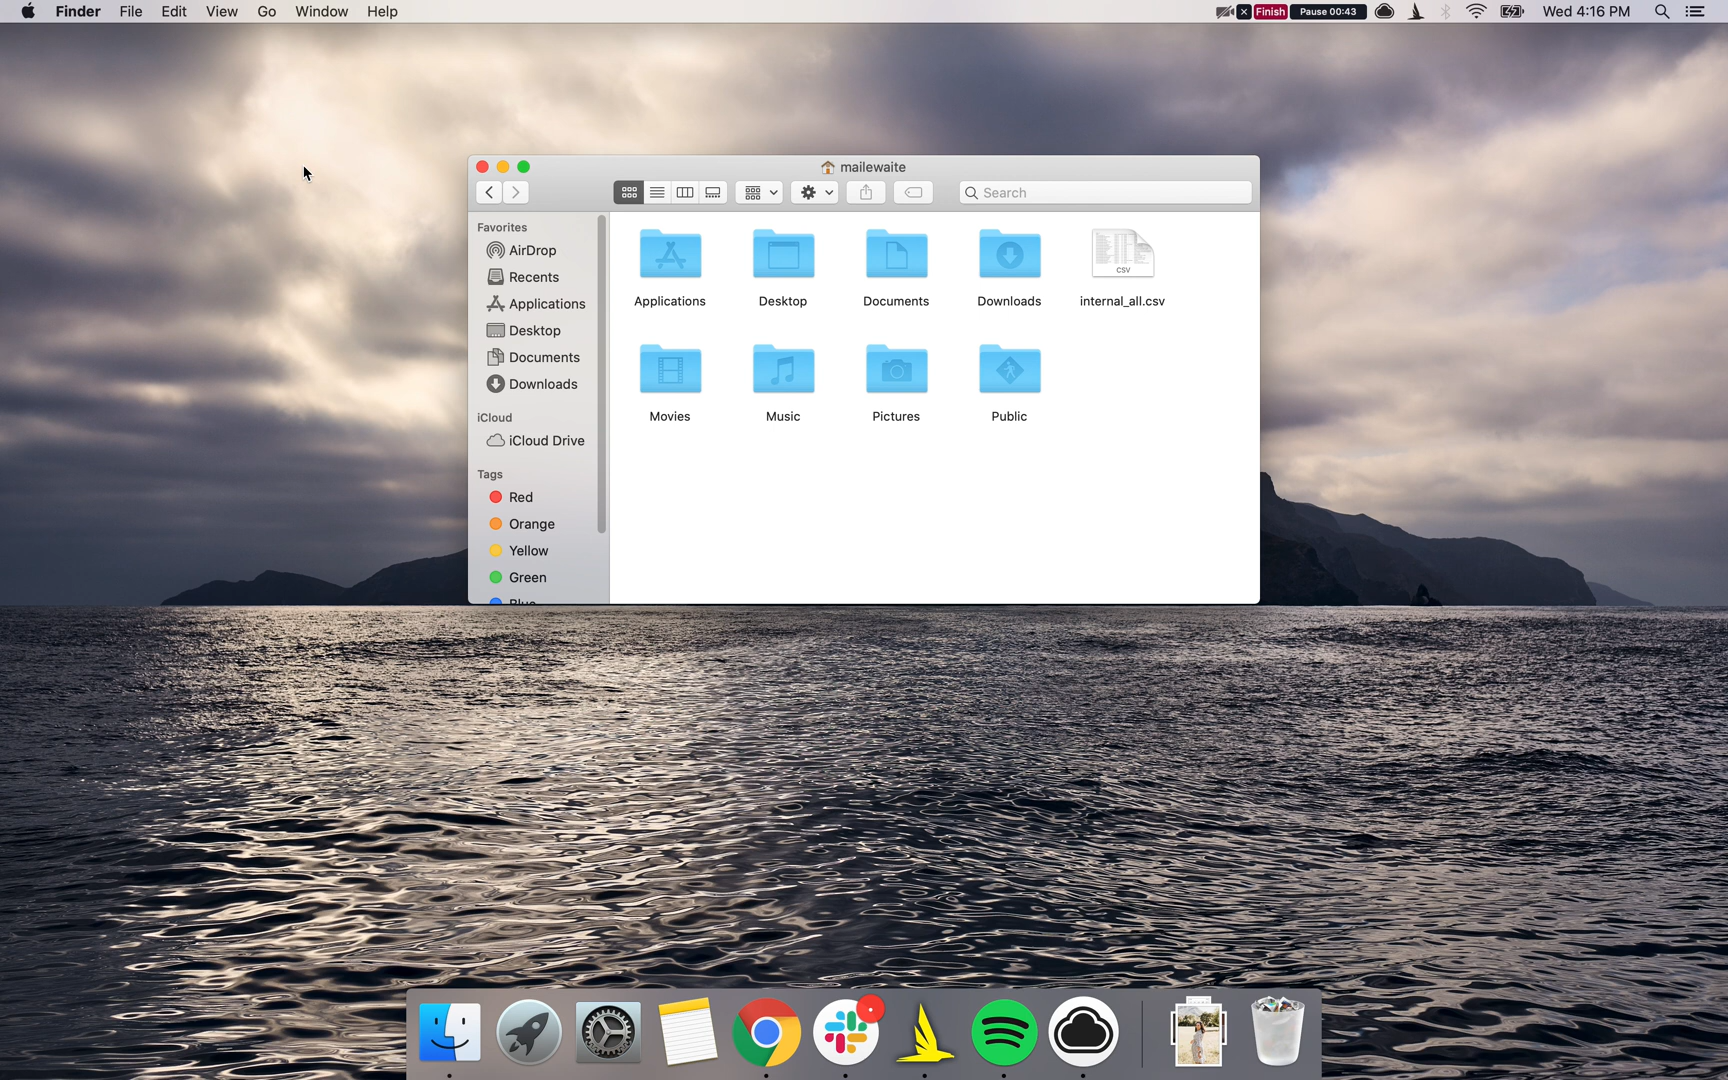 Finder File Edit View Go Window Help
Finish Pause 00:43 Wed 4:16 PM
mailewaite
Search
Favorites
AirDrop
Recents
Applications
Desktop
Documents
Downloads
iCloud
iCloud Drive
Tags
Red
Orange
Yellow
Green
Blue
Applications Desktop Documents Downloads internal_all.csv
CSV
Movies Music Pictures Public